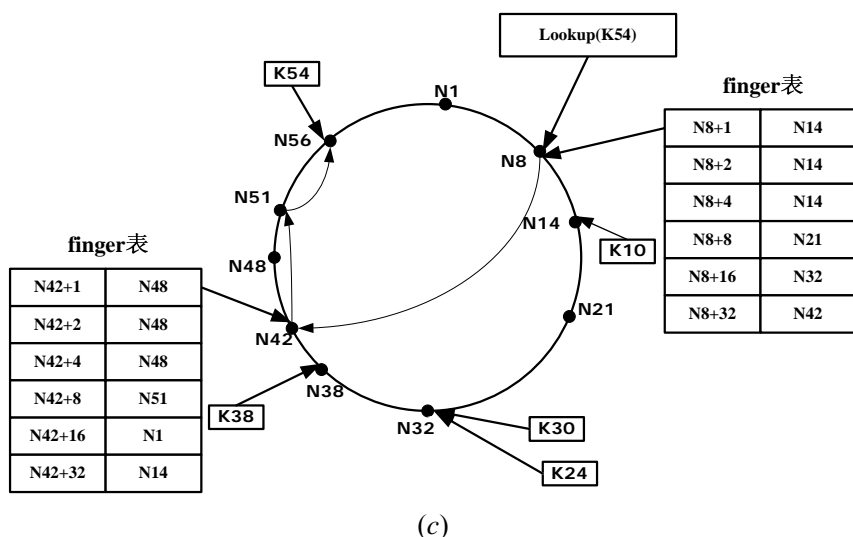 Lookup(K54)
K54
N1
finger表
N56
N8
N8+1 N14
N8+2 N14
N8+4 N14
N8+8 N21
N8+16 N32
N8+32 N42
N51
N14
K10
finger表
N48
N42+1 N48
N42+2 N48
N42+4 N48
N42+8 N51
N42+16 N1
N42+32 N14
N21
N42
N38
K38
N32
K30
K24
(c)